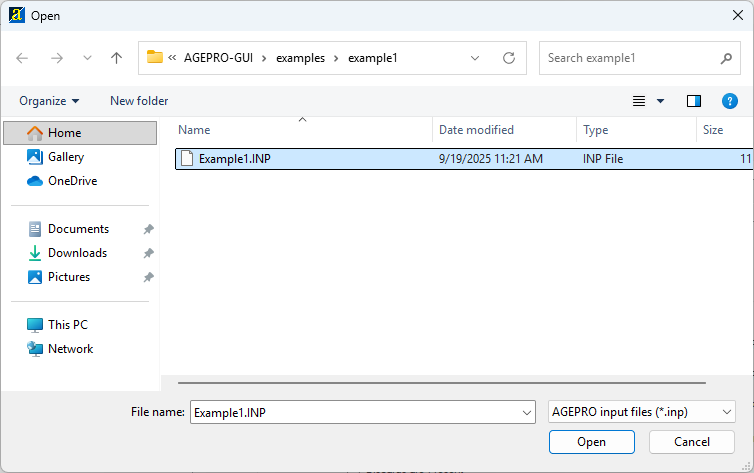 Open
« AGEPRO-GUI > examples > example1
Search example1
Organize
New folder
Name
Date modified
Type
Size
Example1.INP
9/19/2025 11:21 AM
INP File
11
Home
Gallery
OneDrive
Documents
Downloads
Pictures
This PC
Network
File name:
Example1.INP
AGEPRO input files (*.inp)
Open
Cancel